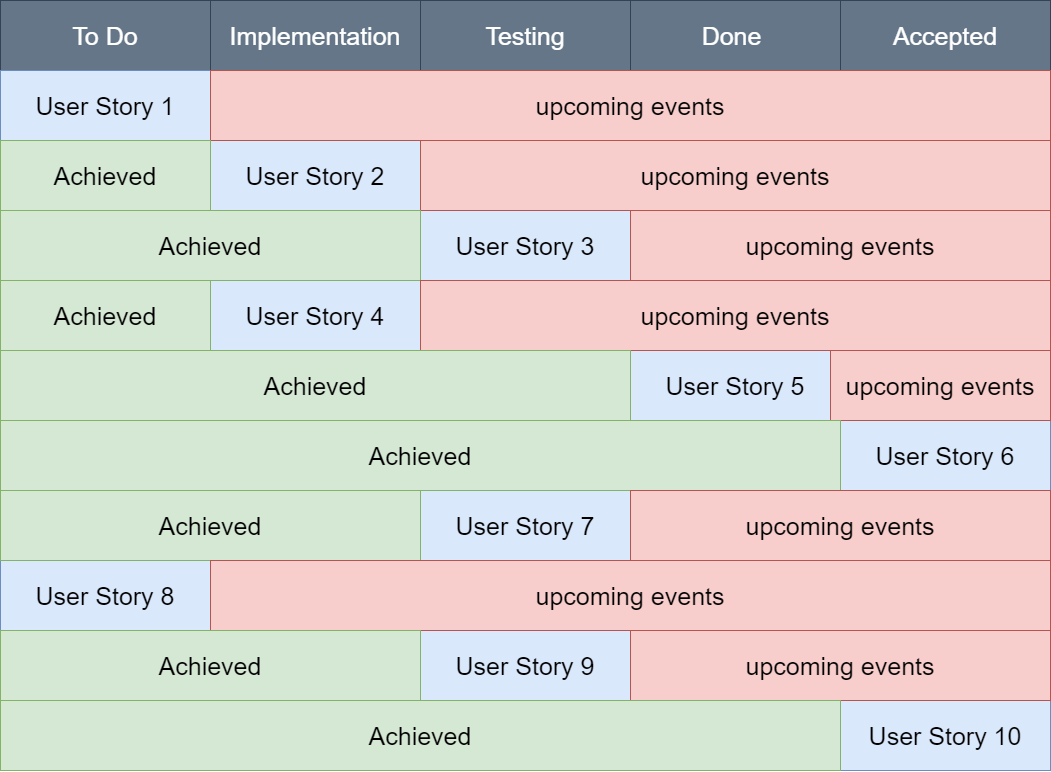 To Do Implementation Testing Done Accepted
User Story 1 upcoming events
Achieved User Story 2 upcoming events
Achieved User Story 3 upcoming events
Achieved User Story 4 upcoming events
Achieved User Story 5 upcoming events
Achieved User Story 6
Achieved User Story 7 upcoming events
User Story 8 upcoming events
Achieved User Story 9 upcoming events
Achieved User Story 10